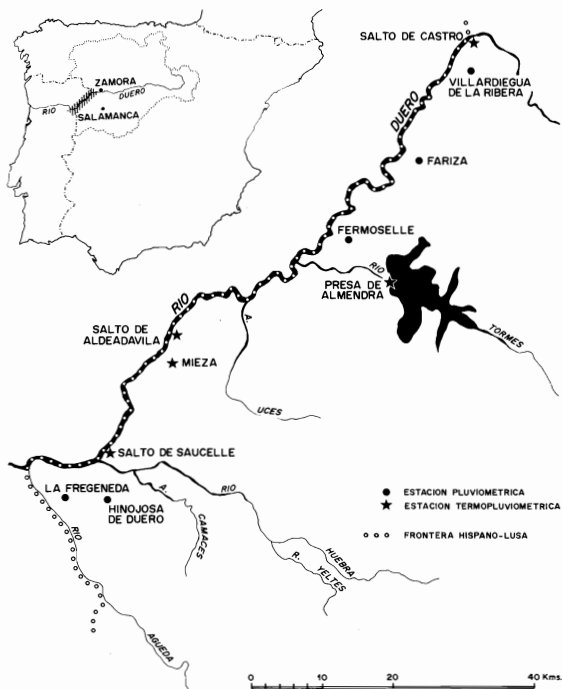 ZAMORA
DUERO
RIO
SALAMANCA
SALTO DE CASTRO
VILLARDIEGUA
DE LA RIBERA
DUERO
FARIZA
FERMOSELLE
RIO
PRESA DE
ALMENDRA
TORMES
RIO
SALTO DE
ALDEADAVILA
MIEZA
A.
UCES
SALTO DE SAUCELLE
LA FREGENEDA
HINOJOSA
DE DUERO
A.
CAMACES
RIO
HUEBRA
R.
YELTES
RIO
AGUEDA
ESTACION PLUVIOMETRICA
ESTACION TERMOPLUVIOMETRICA
FRONTERA HISPANO-LUSA
0 10 20 40 Kms.